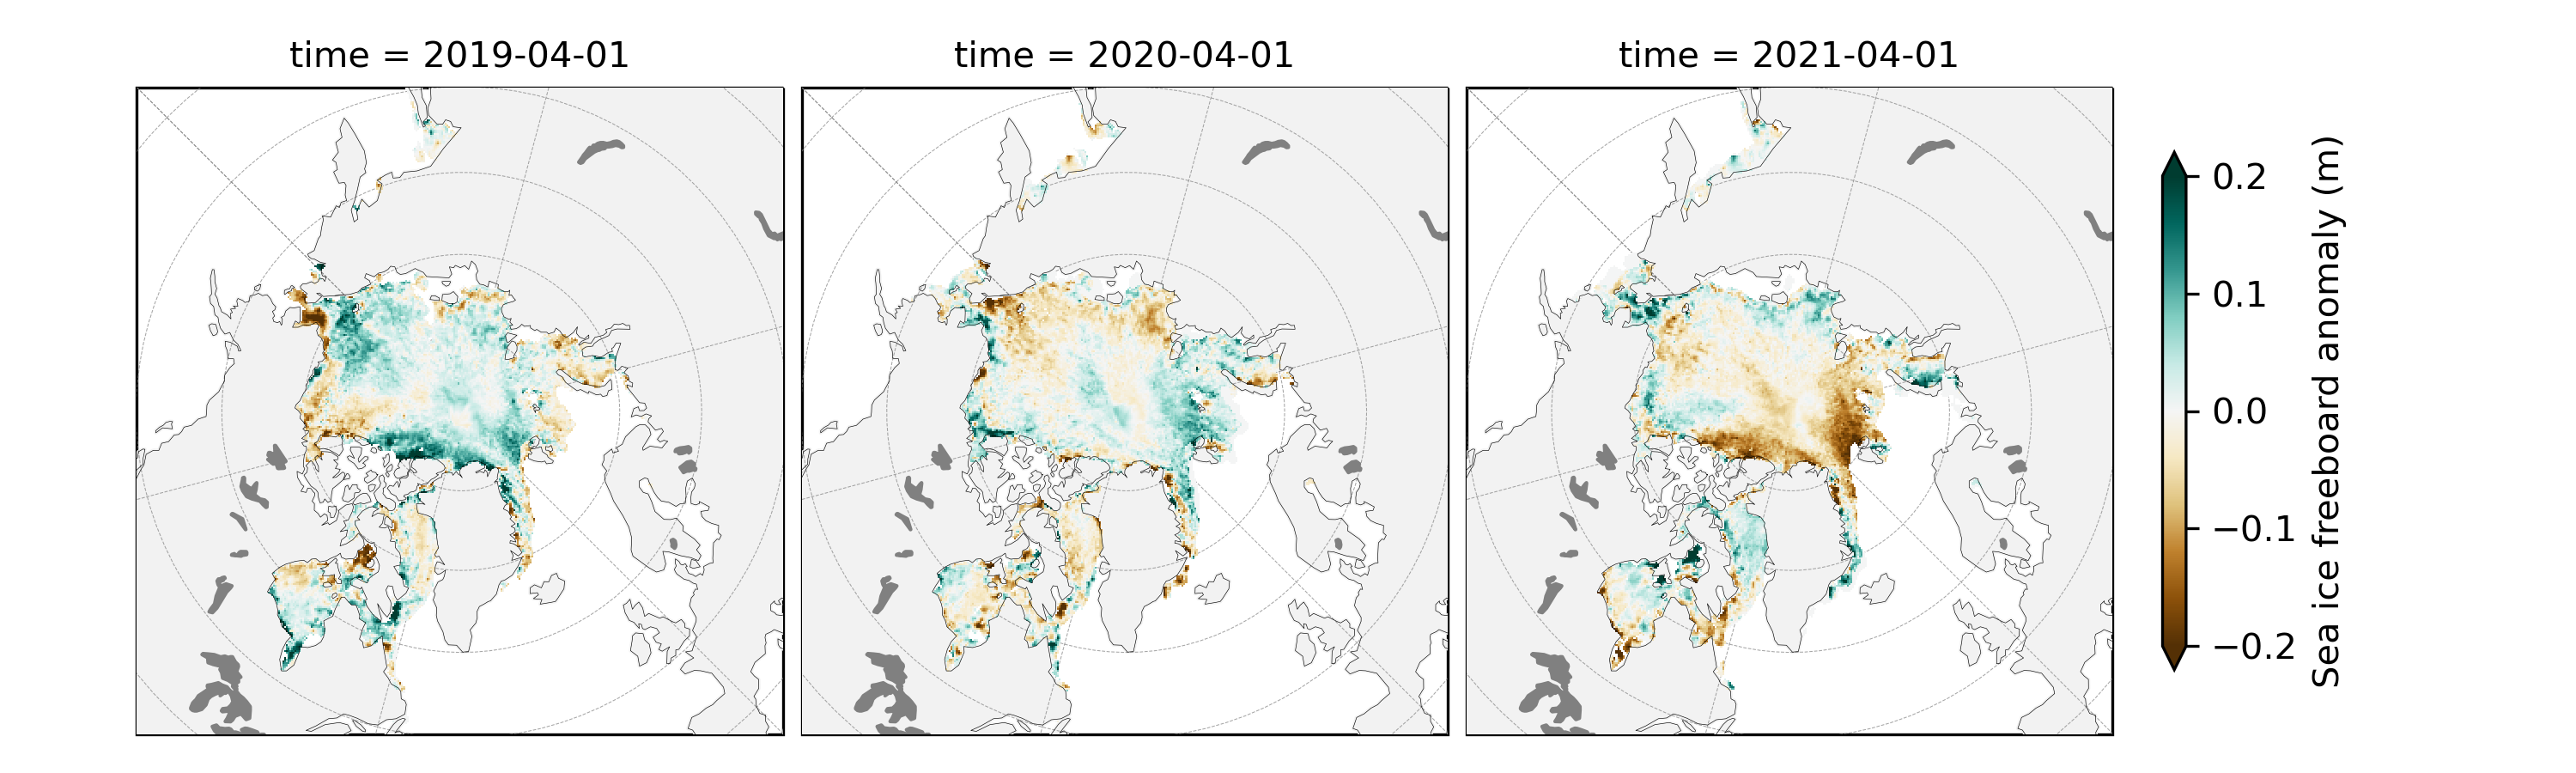 time = 2019-04-01
time = 2020-04-01
time = 2021-04-01
0.2
0.1
0.0
−0.1
−0.2
Sea ice freeboard anomaly (m)